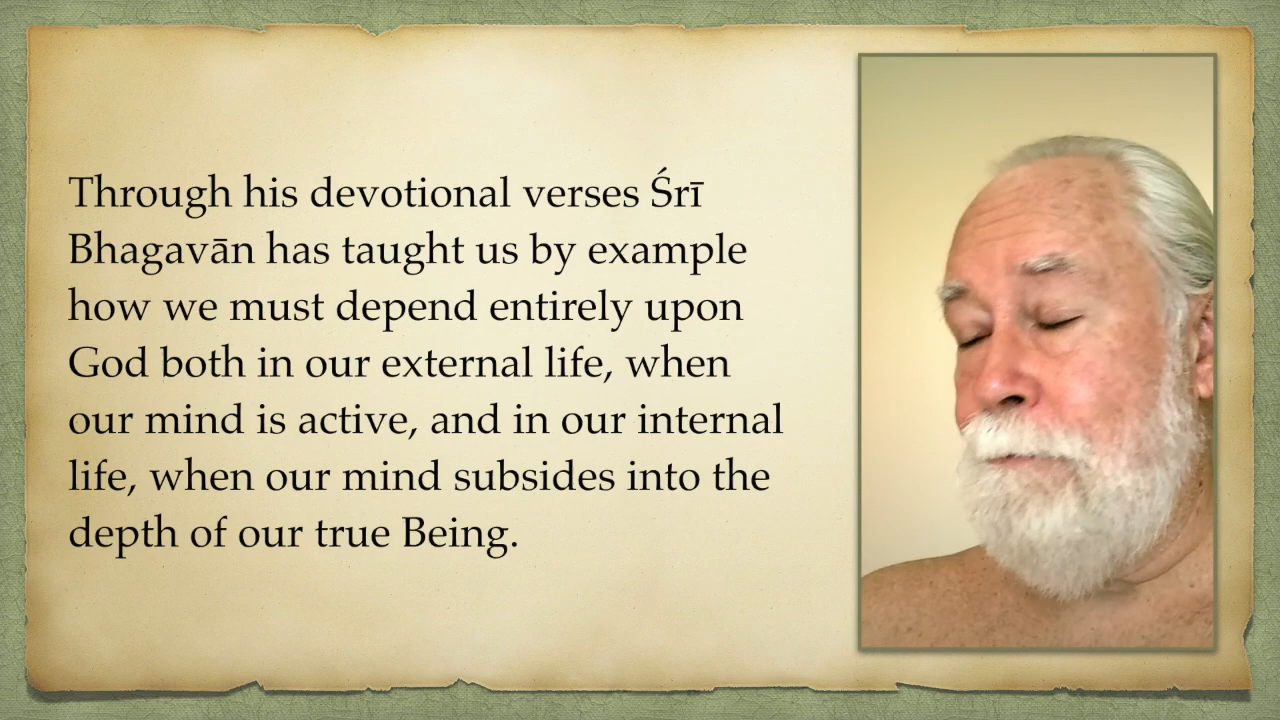 Through his devotional verses Śrī
Bhagavān has taught us by example
how we must depend entirely upon
God both in our external life, when
our mind is active, and in our internal
life, when our mind subsides into the
depth of our true Being.